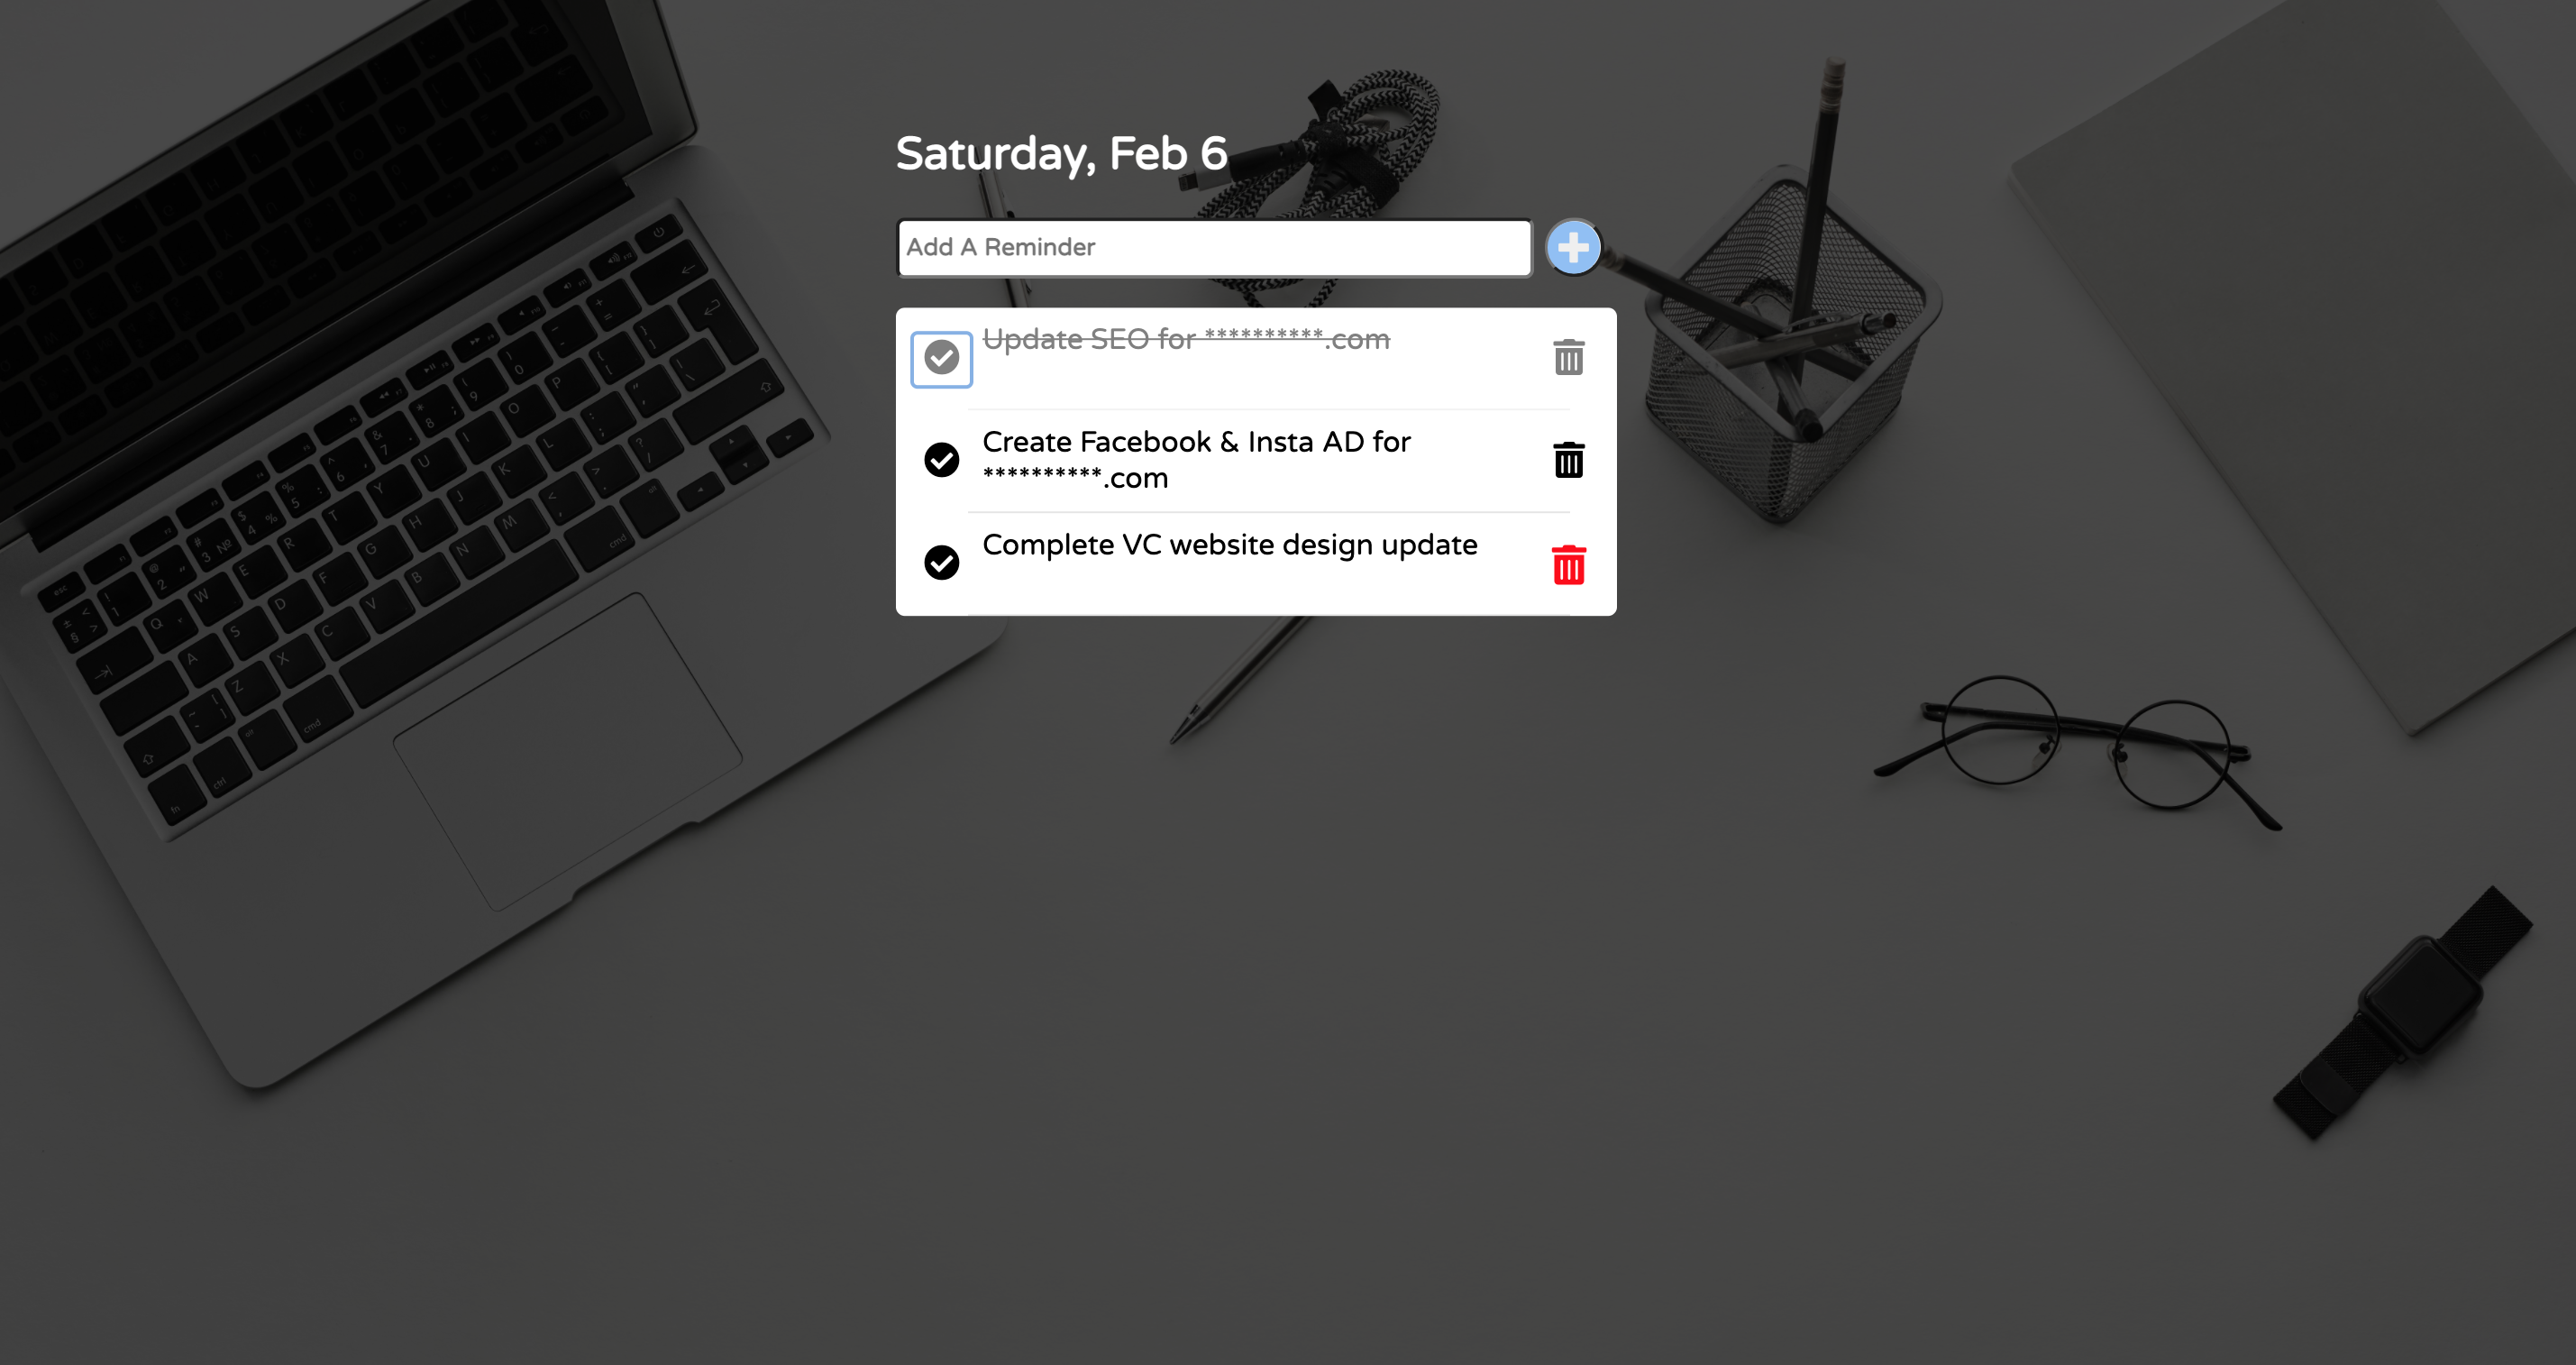 Saturday, Feb 6
Add A Reminder
Update SEO for **********.com
Create Facebook & Insta AD for
**********.com
Complete VC website design update